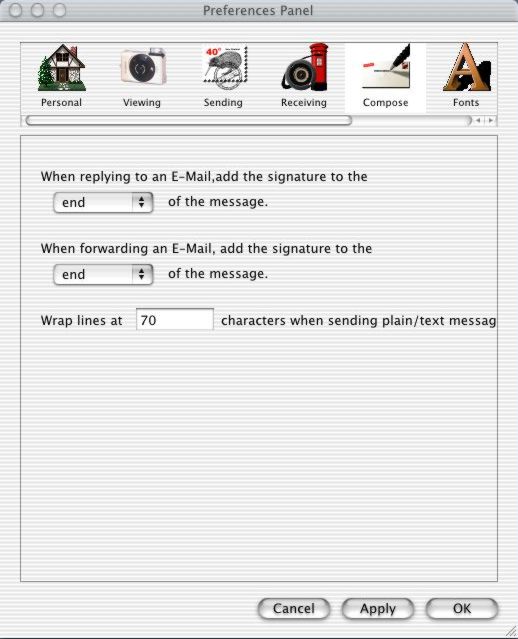 Preferences Panel
40°
Personal
Viewing
Sending
Receiving
Compose
Fonts
When replying to an E-Mail,add the signature to the
end of the message.
When forwarding an E-Mail, add the signature to the
end of the message.
Wrap lines at 70 characters when sending plain/text messag
Cancel
Apply
OK